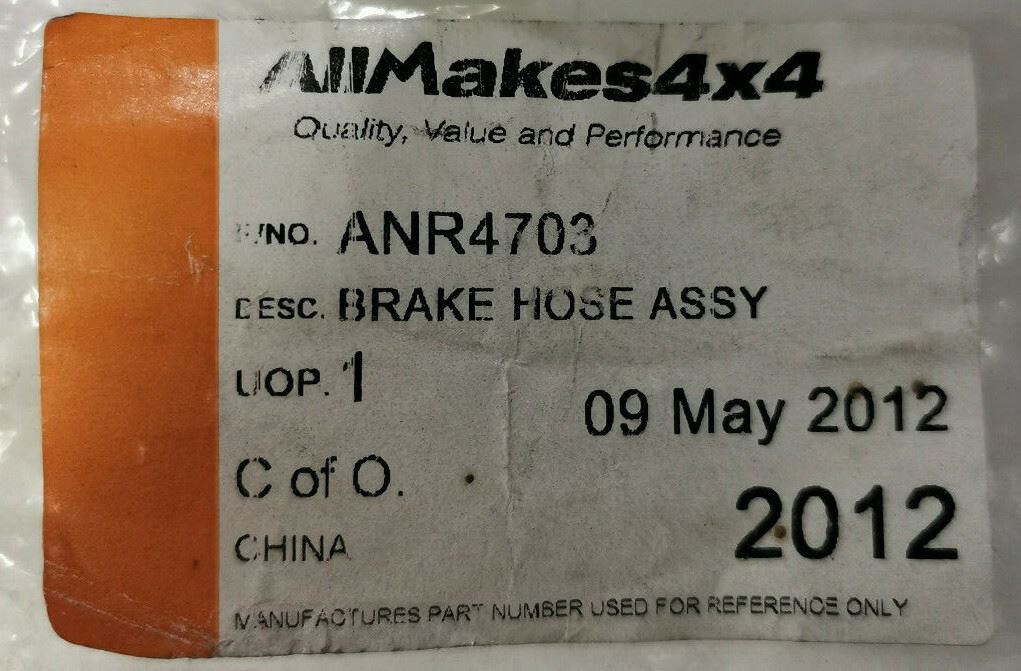 AllMakes4x4
Quality, Value and Performance
P/NO. ANR4703
DESC. BRAKE HOSE ASSY
UOP. 1
09 May 2012
C of O.
2012
CHINA
MANUFACTURES PART NUMBER USED FOR REFERENCE ONLY